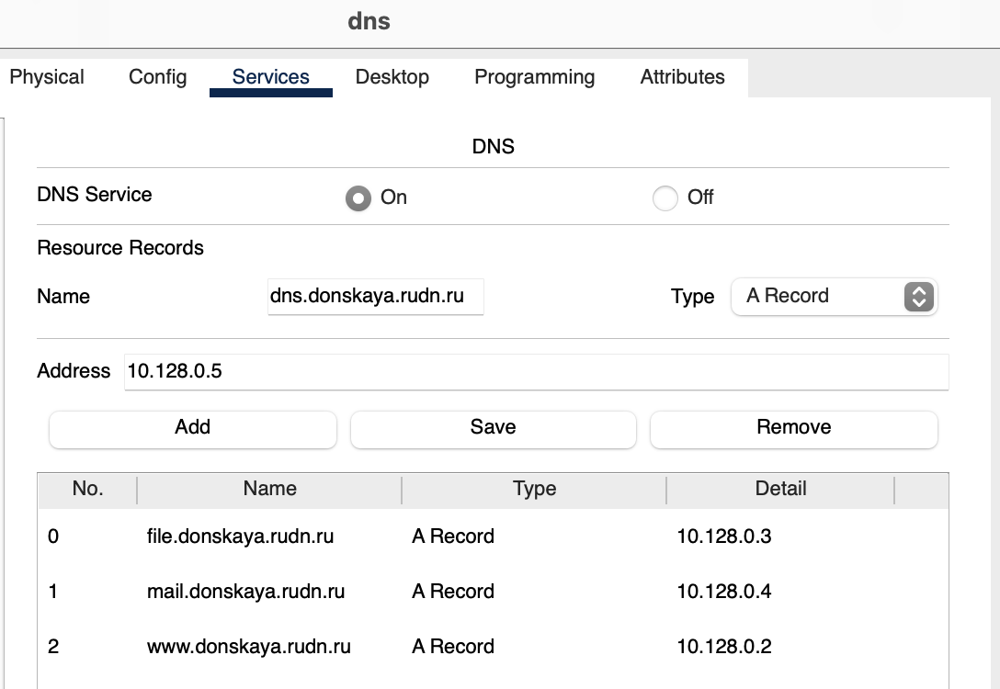 dns
Physical Config Services Desktop Programming Attributes
DNS
DNS Service On Off
Resource Records
Name dns.donskaya.rudn.ru Type A Record
Address 10.128.0.5
Add Save Remove
No. Name Type Detail
0 file.donskaya.rudn.ru A Record 10.128.0.3
1 mail.donskaya.rudn.ru A Record 10.128.0.4
2 www.donskaya.rudn.ru A Record 10.128.0.2